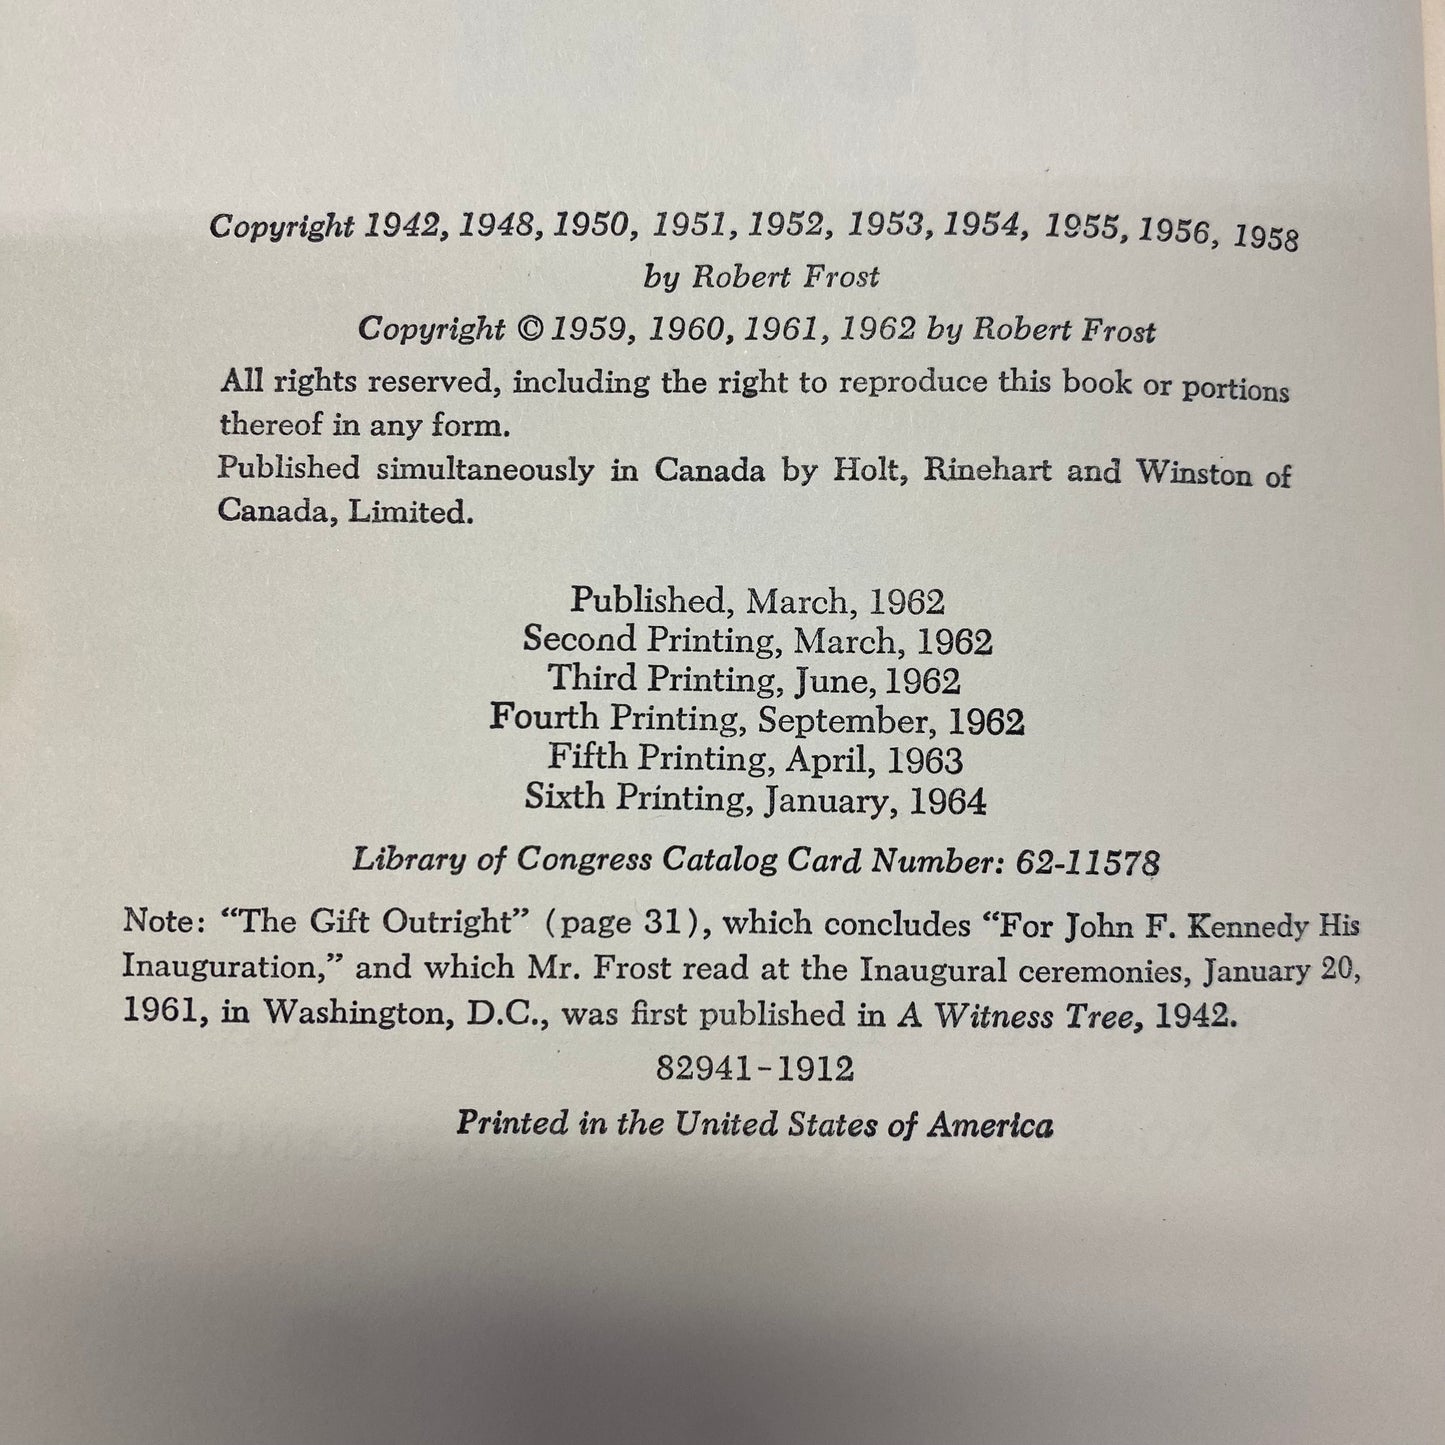 Copyright 1942, 1948, 1950, 1951, 1952, 1953, 1954, 1955, 1956, 1958
by Robert Frost
Copyright © 1959, 1960, 1961, 1962 by Robert Frost
All rights reserved, including the right to reproduce this book or portions
thereof in any form.
Published simultaneously in Canada by Holt, Rinehart and Winston of
Canada, Limited.
Published, March, 1962
Second Printing, March, 1962
Third Printing, June, 1962
Fourth Printing, September, 1962
Fifth Printing, April, 1963
Sixth Printing, January, 1964
Library of Congress Catalog Card Number: 62-11578
Note: “The Gift Outright” (page 31), which concludes “For John F. Kennedy His
Inauguration,” and which Mr. Frost read at the Inaugural ceremonies, January 20,
1961, in Washington, D.C., was first published in A Witness Tree, 1942.
82941-1912
Printed in the United States of America